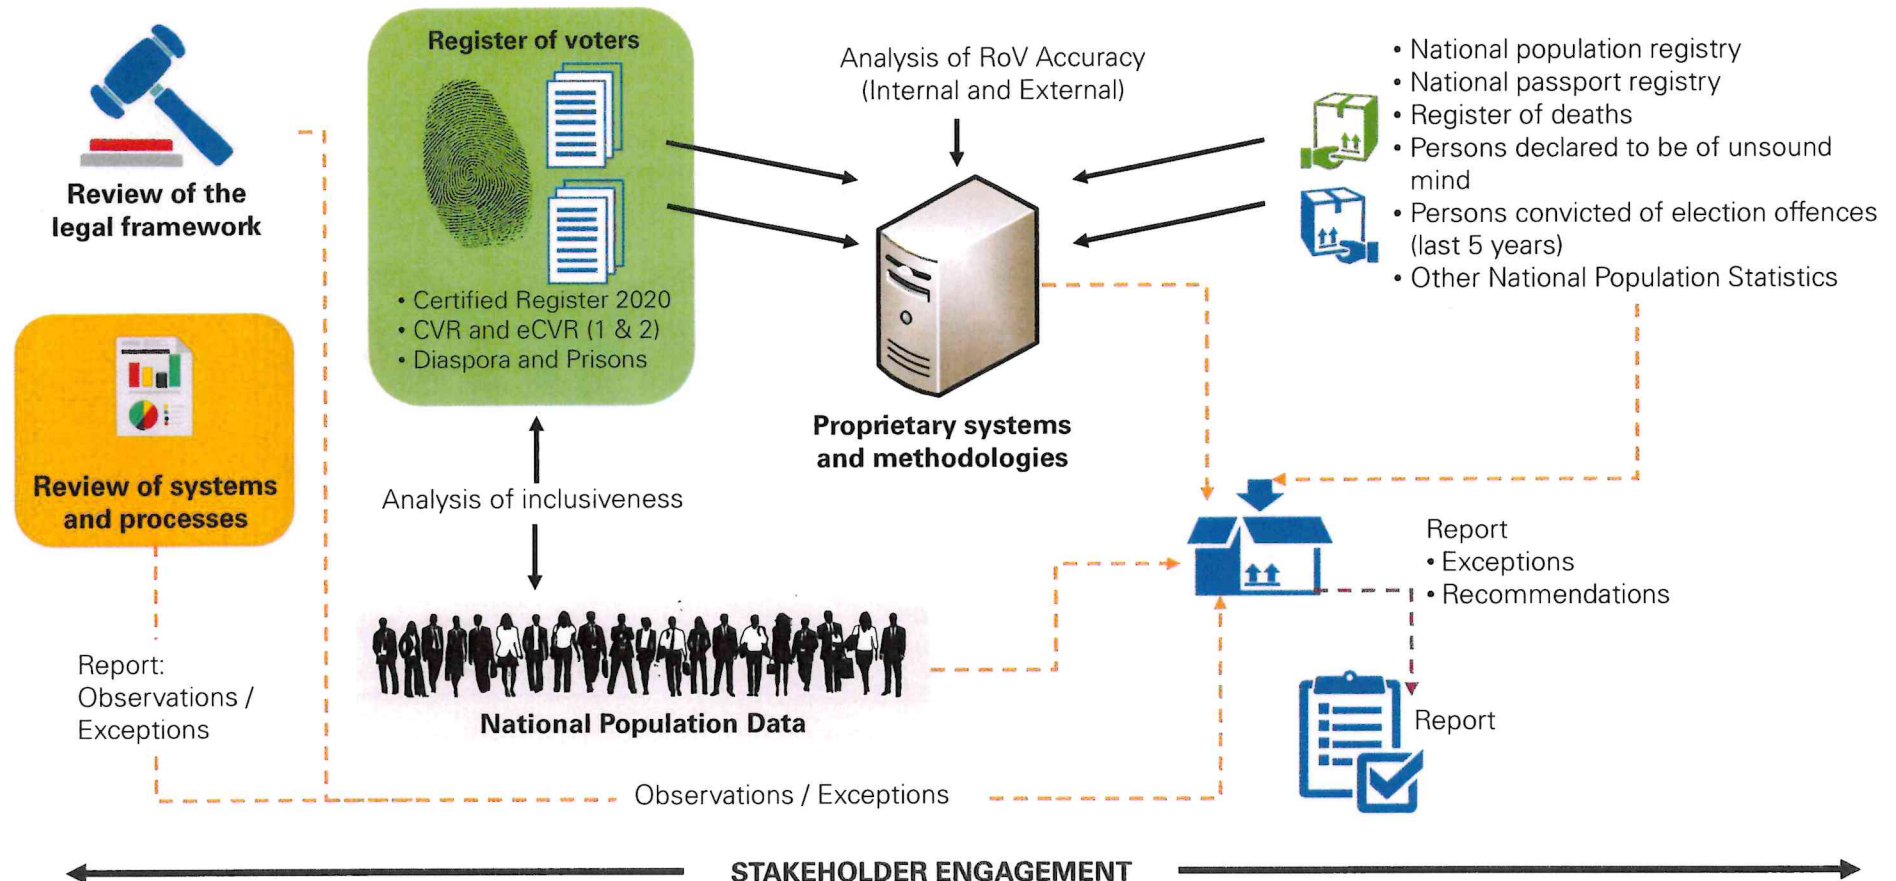 Review of the
legal framework
Review of systems
and processes
Report:
Observations /
Exceptions
Register of voters
• Certified Register 2020
• CVR and eCVR (1 & 2)
• Diaspora and Prisons
Analysis of inclusiveness
National Population Data
Observations / Exceptions
Analysis of RoV Accuracy
(Internal and External)
Proprietary systems
and methodologies
• National population registry
• National passport registry
• Register of deaths
• Persons declared to be of unsound
mind
• Persons convicted of election offences
(last 5 years)
• Other National Population Statistics
Report
• Exceptions
• Recommendations
Report
STAKEHOLDER ENGAGEMENT